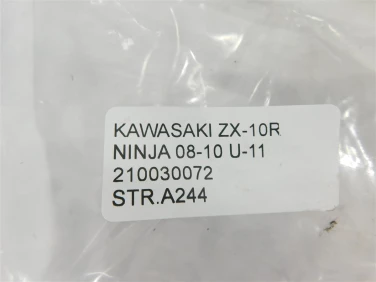 KAWASAKI ZX-10R
NINJA 08-10 U-11
210030072
STR.A244